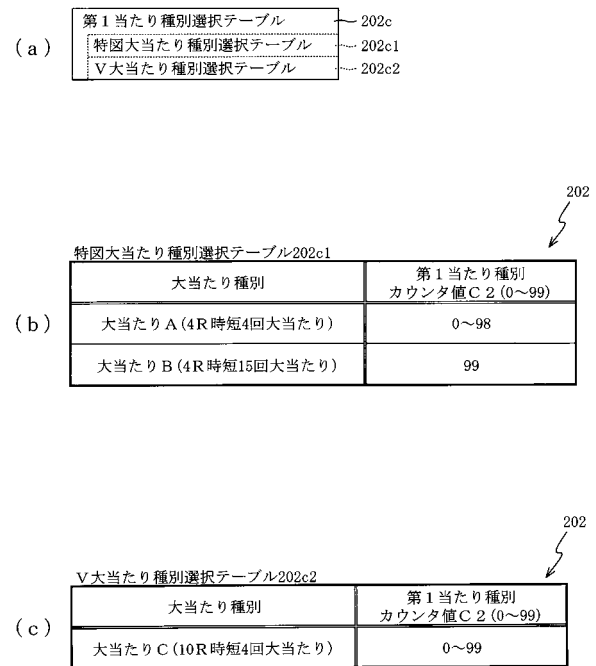 (a)
第1当たり種別選択テーブル 202c
特図大当たり種別選択テーブル 202c1
V大当たり種別選択テーブル 202c2
202
特図大当たり種別選択テーブル202c1
(b)
大当たり種別 第1当たり種別
カウンタ値C2(0～99)
大当たりA(4R時短4回大当たり) 0～98
大当たりB(4R時短15回大当たり) 99
202
V大当たり種別選択テーブル202c2
(c)
大当たり種別 第1当たり種別
カウンタ値C2(0～99)
大当たりC(10R時短4回大当たり) 0～99